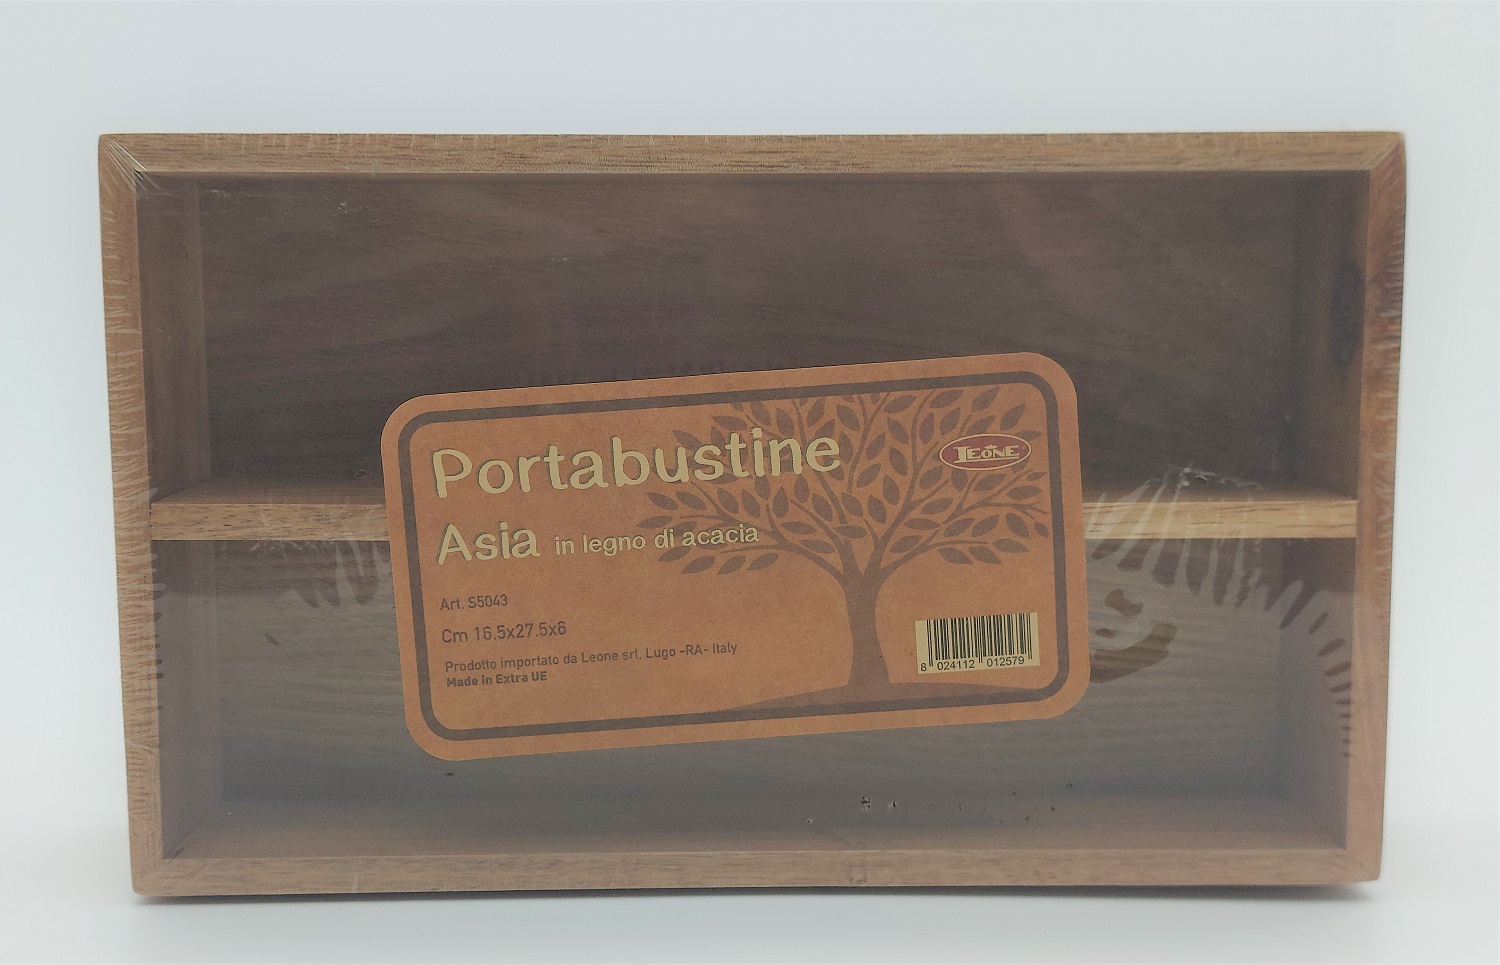 Portabustine
LEONE
Asia in legno di acacia
Art. S5043
Cm 16.5x27.5x6
Prodotto importato da Leone srl. Lugo -RA- Italy
Made in Extra UE
8 024112 012579